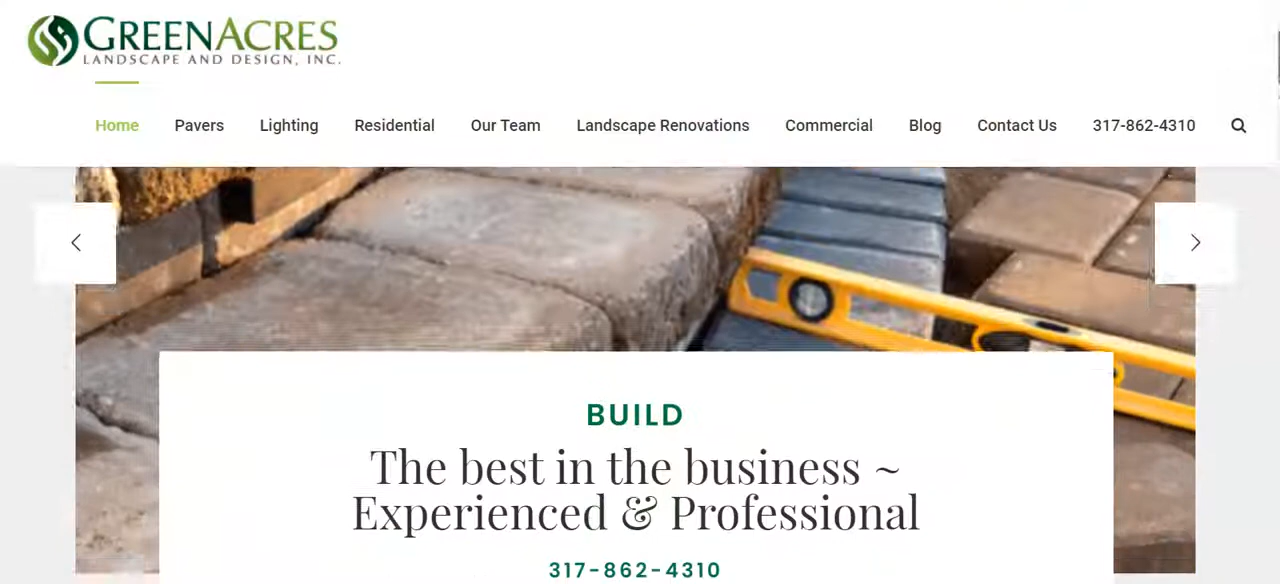 GREENACRES
LANDSCAPE AND DESIGN, INC.
Home Pavers Lighting Residential Our Team Landscape Renovations Commercial Blog Contact Us 317-862-4310
BUILD
The best in the business ~
Experienced & Professional
317-862-4310